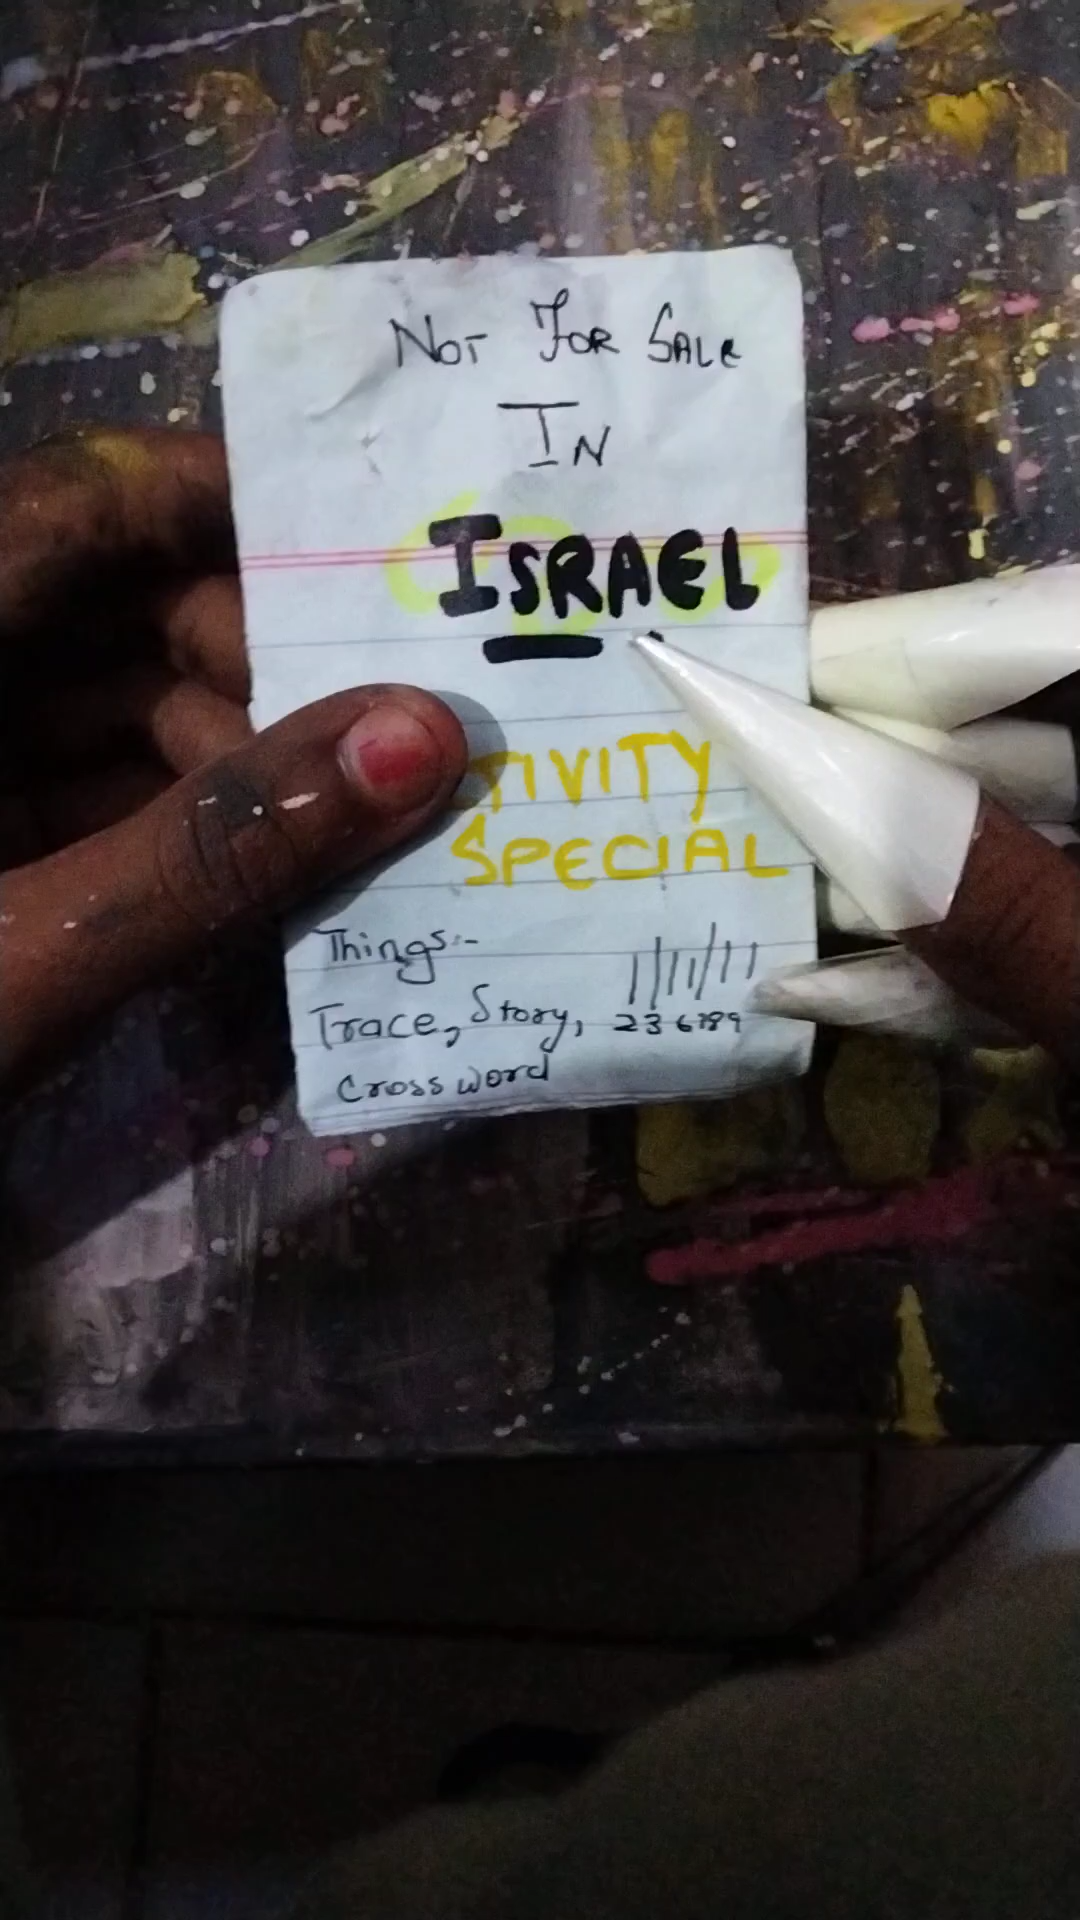 NOT FOR SALE
IN
ISRAEL
TIVITY
SPECIAL
Things:-
Trace, Story,
236789
Cross word